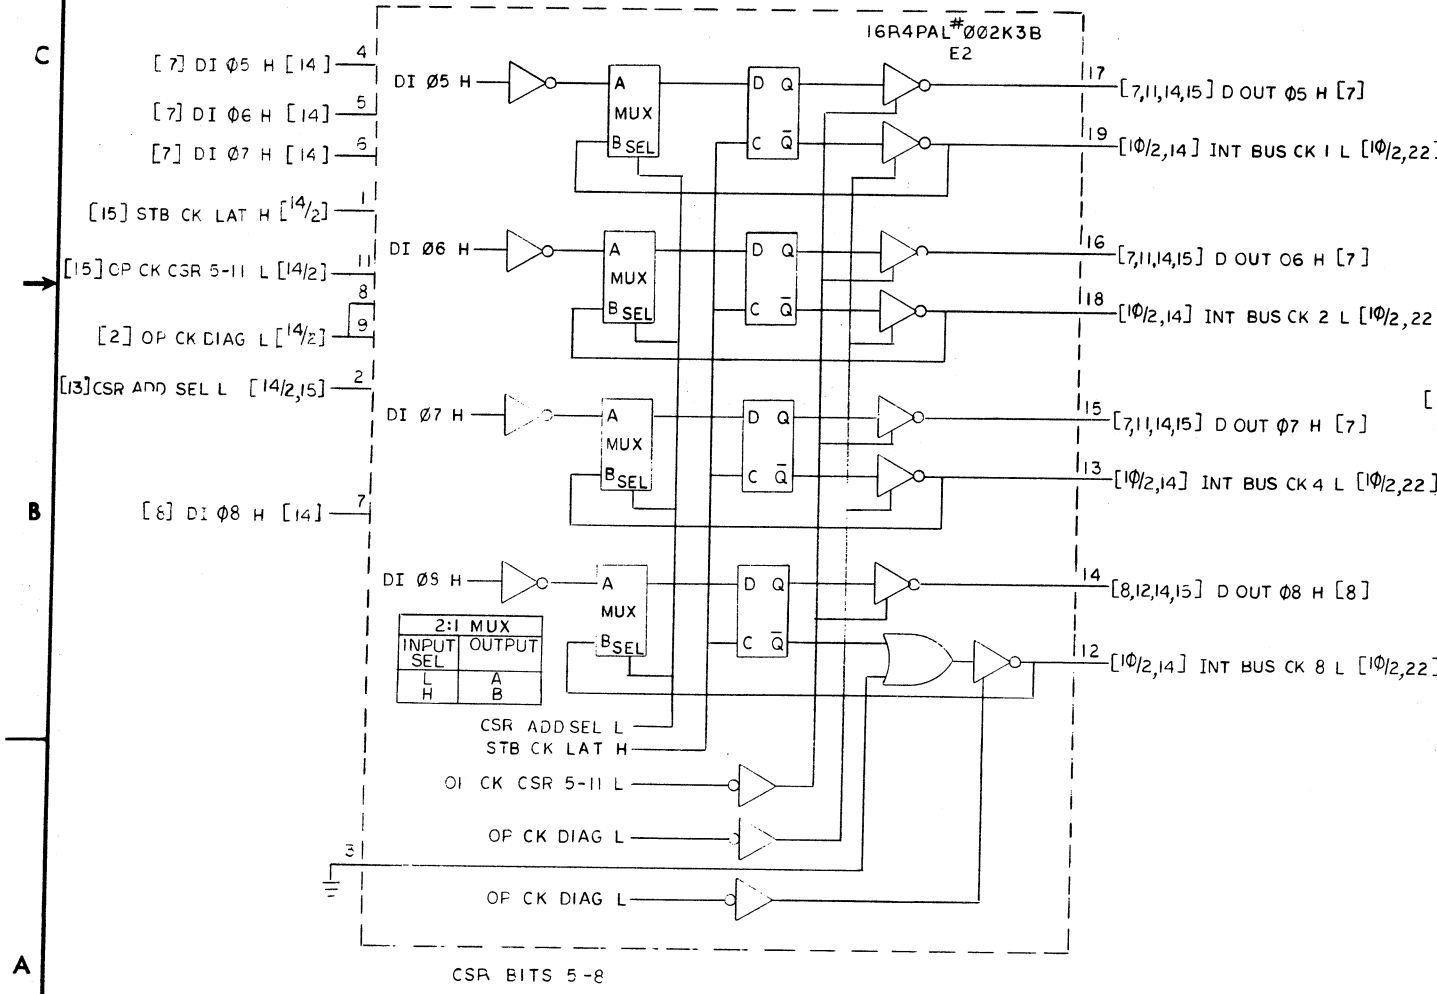 C
16R4PAL#ØØ2K3B
E2
[7] DI Ø5 H [14] 4
[7] DI Ø6 H [14] 5
[7] DI Ø7 H [14] 6
[15] STB CK LAT H [14/2] 1
[15] OP CK CSR 5-11 L [14/2] 11
8
[2] OP CK DIAG L [14/2] 9
[13] CSR ADD SEL L [14/2,15] 2
B
[8] DI Ø8 H [14] 7
DI Ø5 H A MUX B SEL D Q C Q̅ 17 [7,11,14,15] D OUT Ø5 H [7]
19 [1Ø/2,14] INT BUS CK 1 L [1Ø/2,22]
DI Ø6 H A MUX B SEL D Q C Q̅ 16 [7,11,14,15] D OUT O6 H [7]
18 [1Ø/2,14] INT BUS CK 2 L [1Ø/2,22
[
DI Ø7 H A MUX B SEL D Q C Q̅ 15 [7,11,14,15] D OUT Ø7 H [7]
13 [1Ø/2,14] INT BUS CK 4 L [1Ø/2,22]
DI Ø8 H A MUX B SEL D Q C Q̅ 14 [8,12,14,15] D OUT Ø8 H [8]
12 [1Ø/2,14] INT BUS CK 8 L [1Ø/2,22]
2:1 MUX
INPUT SEL OUTPUT
L A
H B
CSR ADD SEL L
STB CK LAT H
OP CK CSR 5-11 L
OP CK DIAG L
3
OP CK DIAG L
A
CSR BITS 5-8